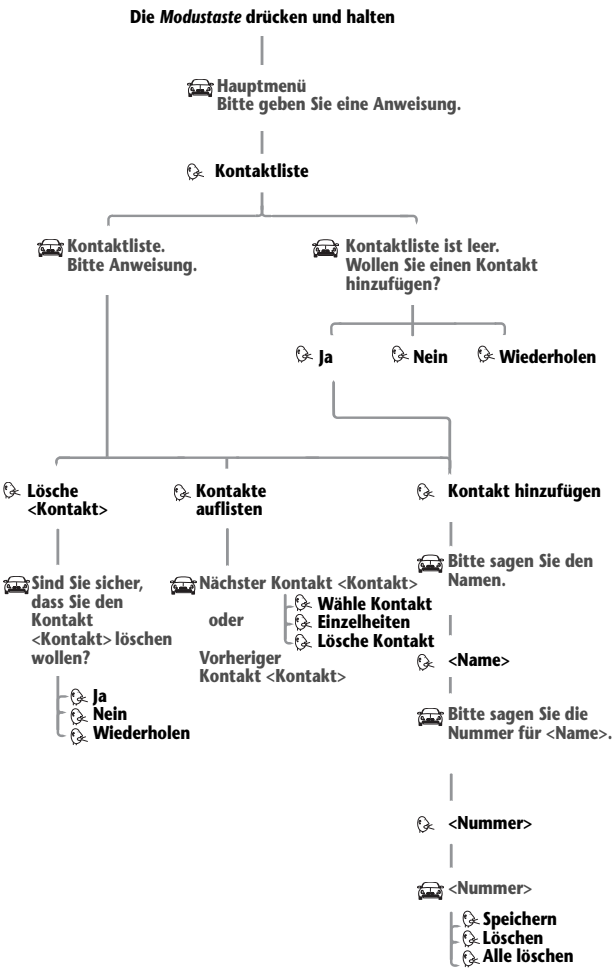 Die Modustaste drücken und halten
Hauptmenü
Bitte geben Sie eine Anweisung.
Kontaktliste
Kontaktliste.
Bitte Anweisung.
Kontaktliste ist leer.
Wollen Sie einen Kontakt
hinzufügen?
Ja
Nein
Wiederholen
Lösche
<Kontakt>
Kontakte
auflisten
Kontakt hinzufügen
Sind Sie sicher,
dass Sie den
Kontakt
<Kontakt> löschen
wollen?
Ja
Nein
Wiederholen
Nächster Kontakt <Kontakt>
Wähle Kontakt
oder
Einzelheiten
Lösche Kontakt
Vorheriger
Kontakt <Kontakt>
Bitte sagen Sie den
Namen.
<Name>
Bitte sagen Sie die
Nummer für <Name>.
<Nummer>
<Nummer>
Speichern
Löschen
Alle löschen